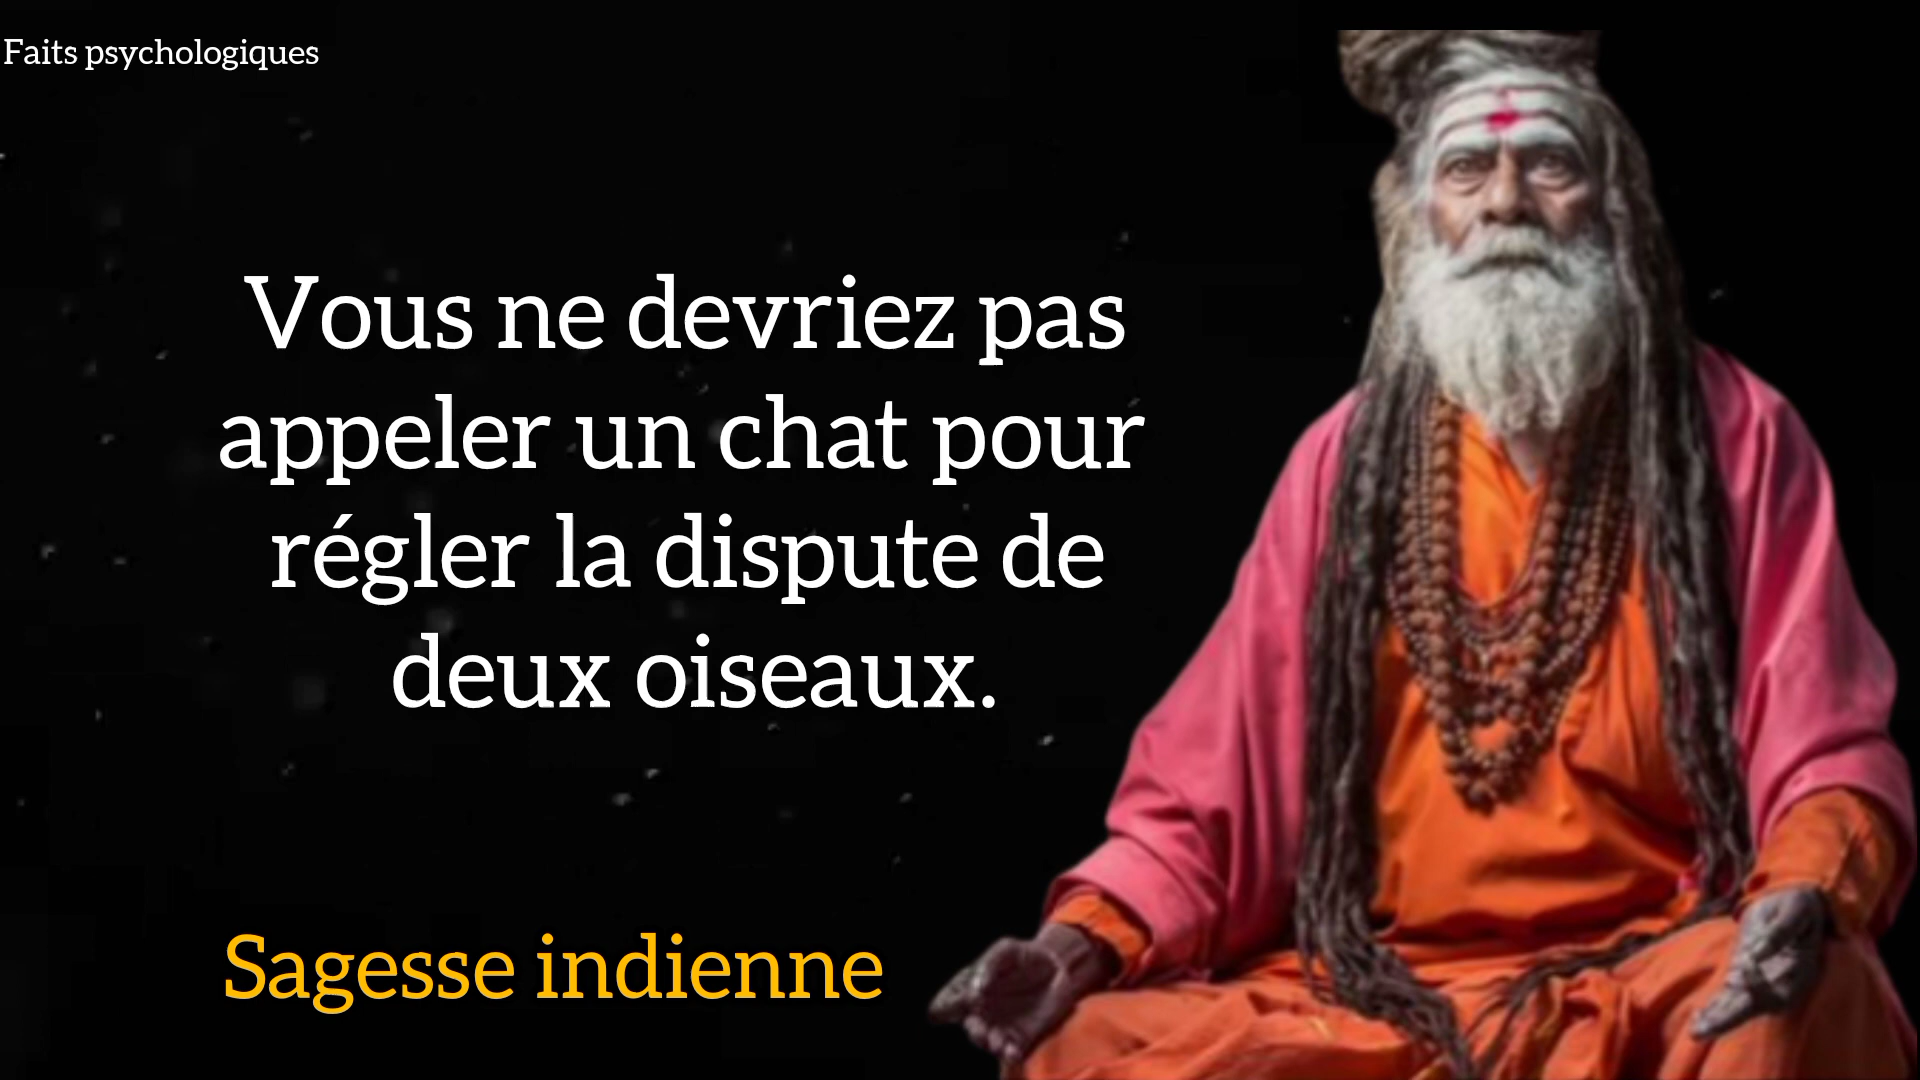 Faits psychologiques
Vous ne devriez pas
appeler un chat pour
régler la dispute de
deux oiseaux.
Sagesse indienne